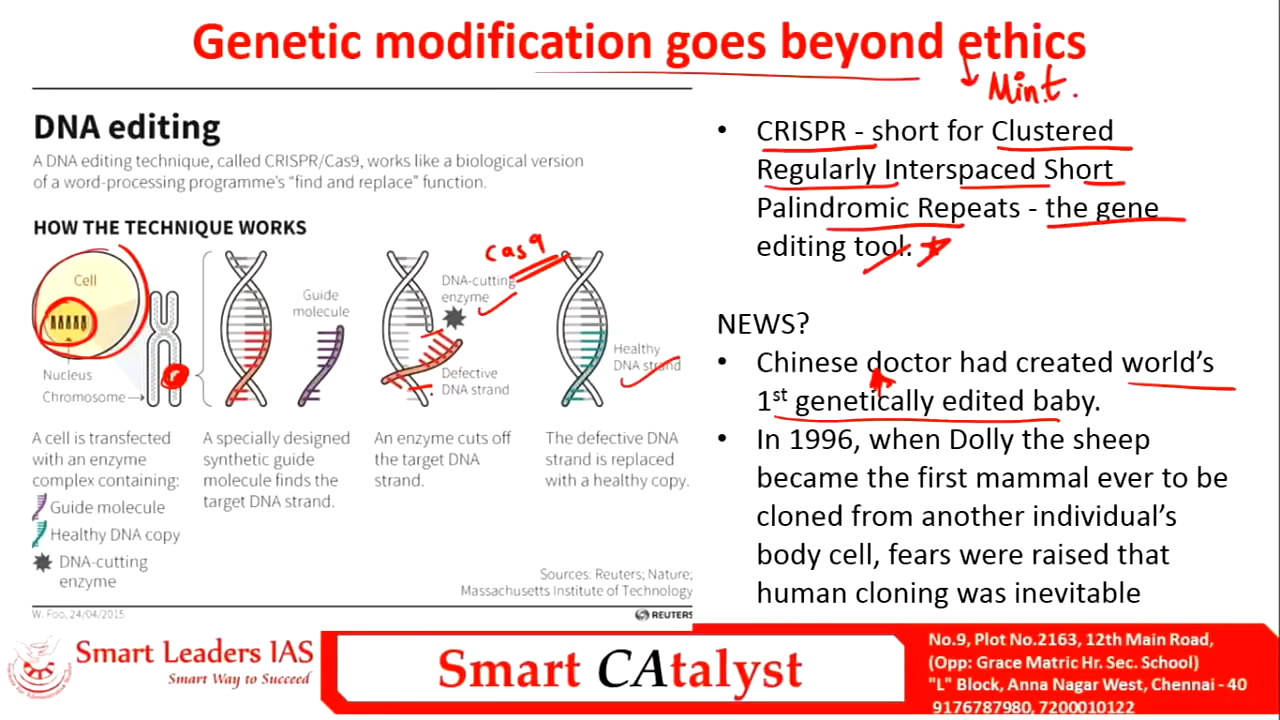 Genetic modification goes beyond ethics
Mint.
DNA editing
A DNA editing technique, called CRISPR/Cas9, works like a biological version
of a word-processing programme's "find and replace" function.
HOW THE TECHNIQUE WORKS
Cell
Nucleus
Chromosome
Guide
molecule
Cas 9
DNA-cutting
enzyme
Defective
DNA strand
Healthy
DNA strand
A cell is transfected
with an enzyme
complex containing:
Guide molecule
Healthy DNA copy
DNA-cutting
enzyme
A specially designed
synthetic guide
molecule finds the
target DNA strand.
An enzyme cuts off
the target DNA
strand.
The defective DNA
strand is replaced
with a healthy copy.
Sources: Reuters; Nature;
Massachusetts Institute of Technology
W. Foo, 24/04/2015
REUTERS
• CRISPR - short for Clustered
Regularly Interspaced Short
Palindromic Repeats - the gene
editing tool.
NEWS?
• Chinese doctor had created world's
1st genetically edited baby.
• In 1996, when Dolly the sheep
became the first mammal ever to be
cloned from another individual's
body cell, fears were raised that
human cloning was inevitable
Smart Leaders IAS
Smart Way to Succeed
Smart CAtalyst
No.9, Plot No.2163, 12th Main Road,
(Opp: Grace Matric Hr. Sec. School)
"L" Block, Anna Nagar West, Chennai - 40
9176787980, 7200010122